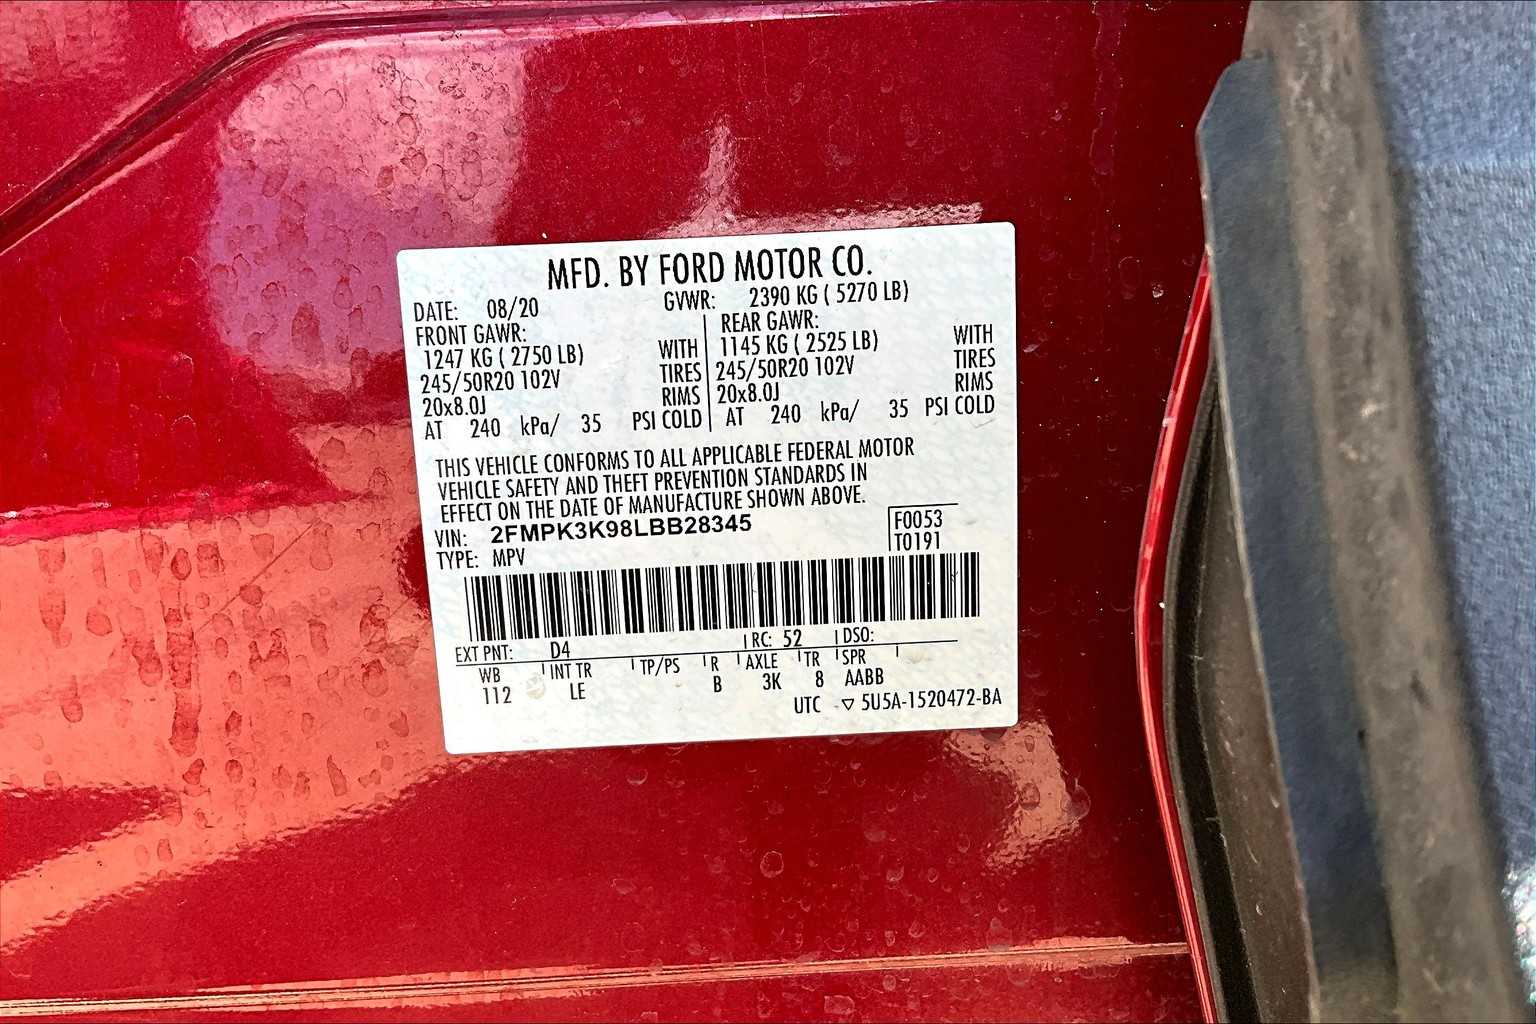 MFD. BY FORD MOTOR CO.
DATE: 08/20 GVWR: 2390 KG ( 5270 LB)
FRONT GAWR: REAR GAWR:
1247 KG ( 2750 LB) WITH 1145 KG ( 2525 LB) WITH
245/50R20 102V TIRES 245/50R20 102V TIRES
20x8.0J RIMS 20x8.0J RIMS
AT 240 kPa/ 35 PSI COLD AT 240 kPa/ 35 PSI COLD
THIS VEHICLE CONFORMS TO ALL APPLICABLE FEDERAL MOTOR
VEHICLE SAFETY AND THEFT PREVENTION STANDARDS IN
EFFECT ON THE DATE OF MANUFACTURE SHOWN ABOVE.
VIN: 2FMPK3K98LBB28345 F0053
TYPE: MPV T0191
EXT PNT: D4 RC: 52 DSO:
WB INT TR TP/PS R AXLE TR SPR
112 LE B 3K 8 AABB
UTC ▽ 5U5A-1520472-BA